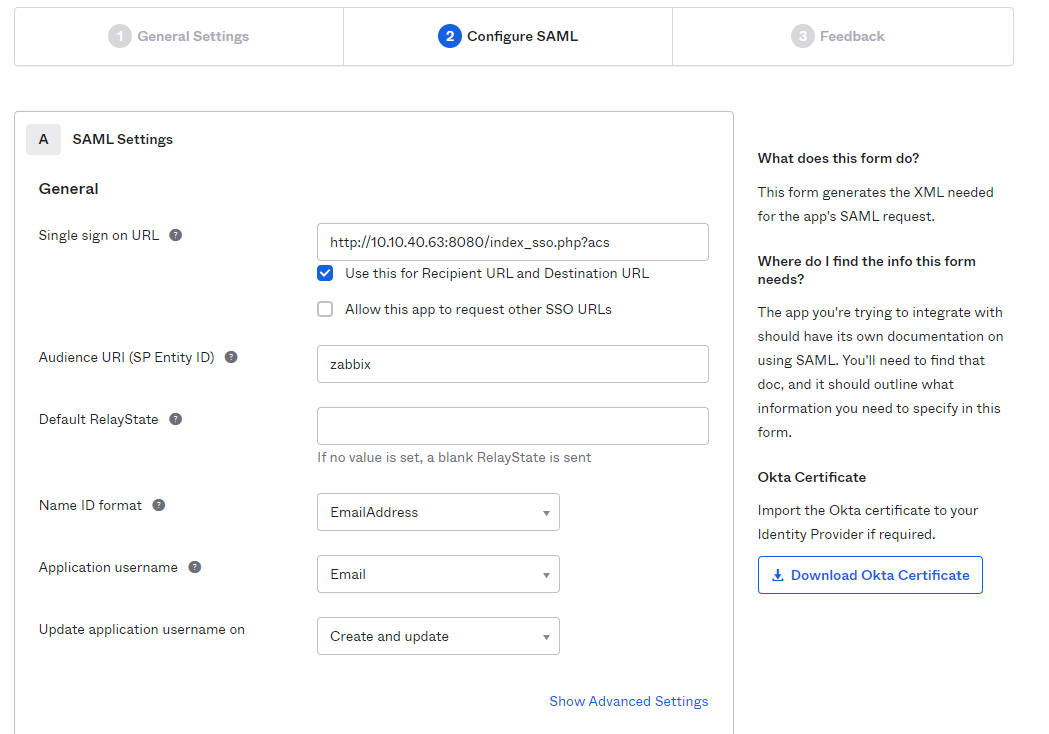 1 General Settings
2 Configure SAML
3 Feedback
A SAML Settings
General
Single sign on URL ?
http://10.10.40.63:8080/index_sso.php?acs
Use this for Recipient URL and Destination URL
Allow this app to request other SSO URLs
Audience URI (SP Entity ID) ?
zabbix
Default RelayState ?
If no value is set, a blank RelayState is sent
Name ID format ?
EmailAddress
Application username ?
Email
Update application username on
Create and update
Show Advanced Settings
What does this form do?
This form generates the XML needed
for the app's SAML request.
Where do I find the info this form
needs?
The app you're trying to integrate with
should have its own documentation on
using SAML. You'll need to find that
doc, and it should outline what
information you need to specify in this
form.
Okta Certificate
Import the Okta certificate to your
Identity Provider if required.
Download Okta Certificate